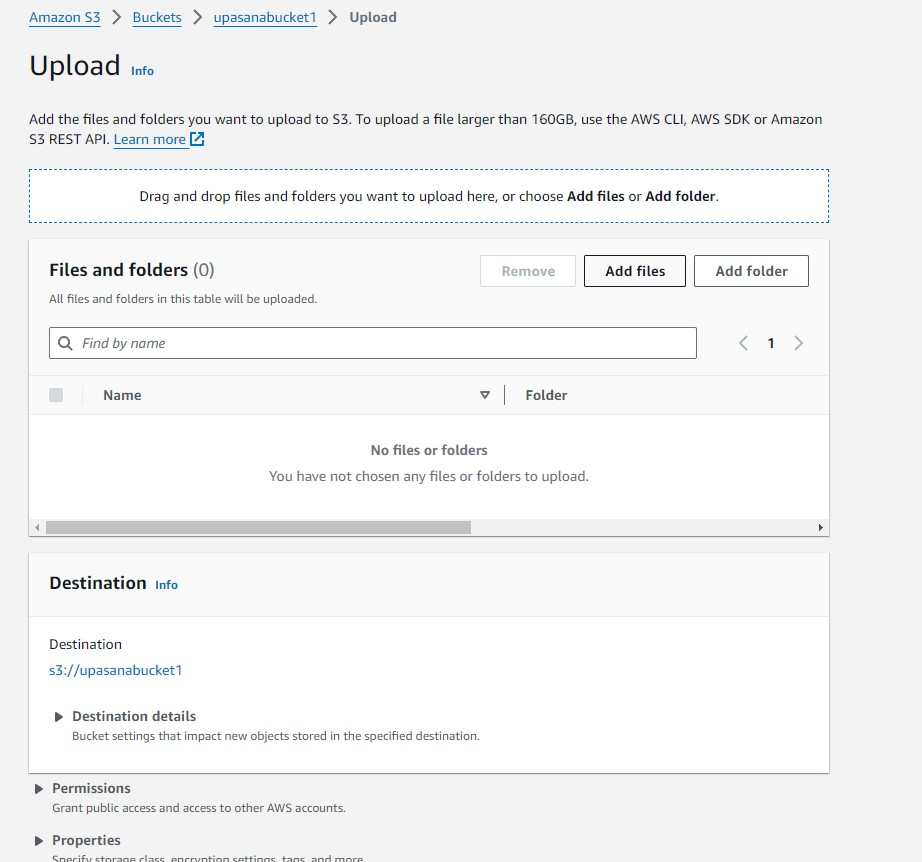 Amazon S3 > Buckets > upasanabucket1 > Upload
Upload Info
Add the files and folders you want to upload to S3. To upload a file larger than 160GB, use the AWS CLI, AWS SDK or Amazon
S3 REST API. Learn more
Drag and drop files and folders you want to upload here, or choose Add files or Add folder.
Files and folders (0)
Remove
Add files
Add folder
All files and folders in this table will be uploaded.
Find by name
1
Name
Folder
No files or folders
You have not chosen any files or folders to upload.
Destination Info
Destination
s3://upasanabucket1
Destination details
Bucket settings that impact new objects stored in the specified destination.
Permissions
Grant public access and access to other AWS accounts.
Properties
Specify storage class, encryption settings, tags, and more.